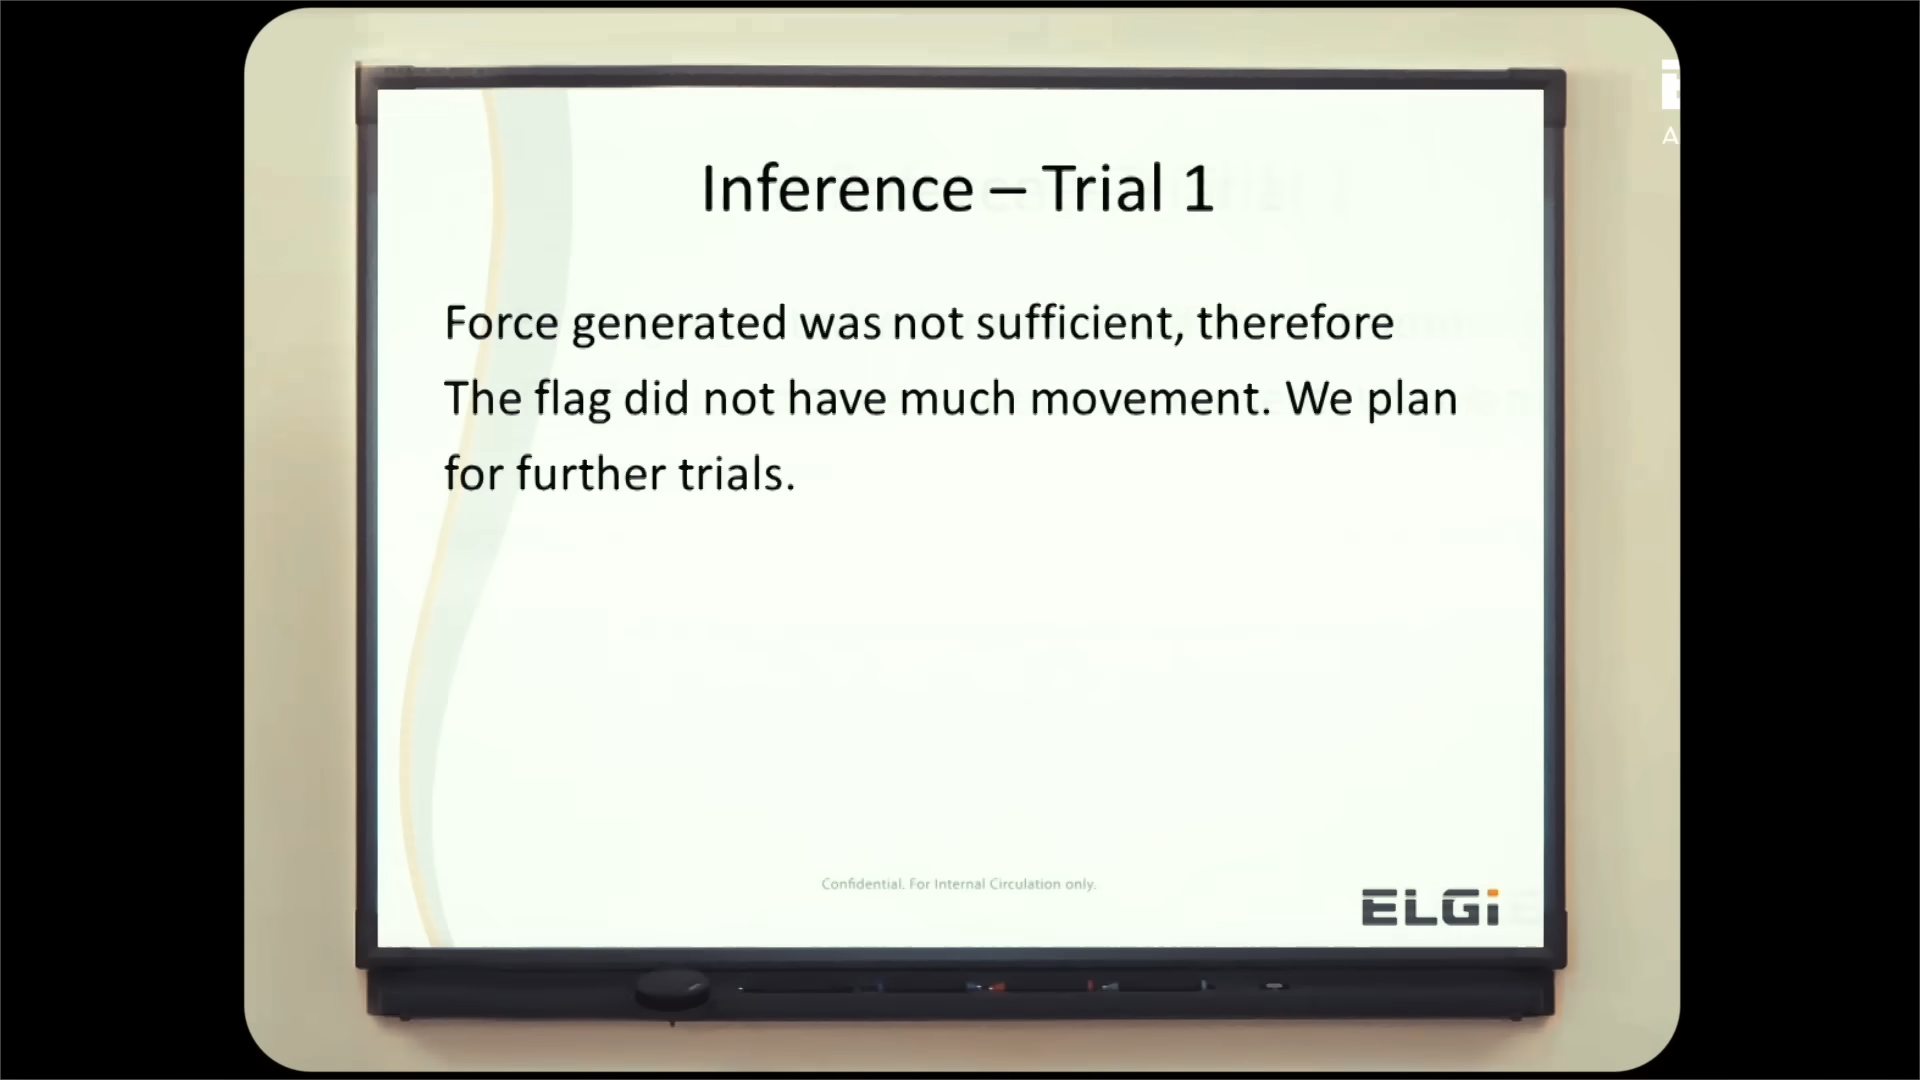 Inference – Trial 1
Force generated was not sufficient, therefore
The flag did not have much movement. We plan
for further trials.
Confidential. For Internal Circulation only.
ELGi
A